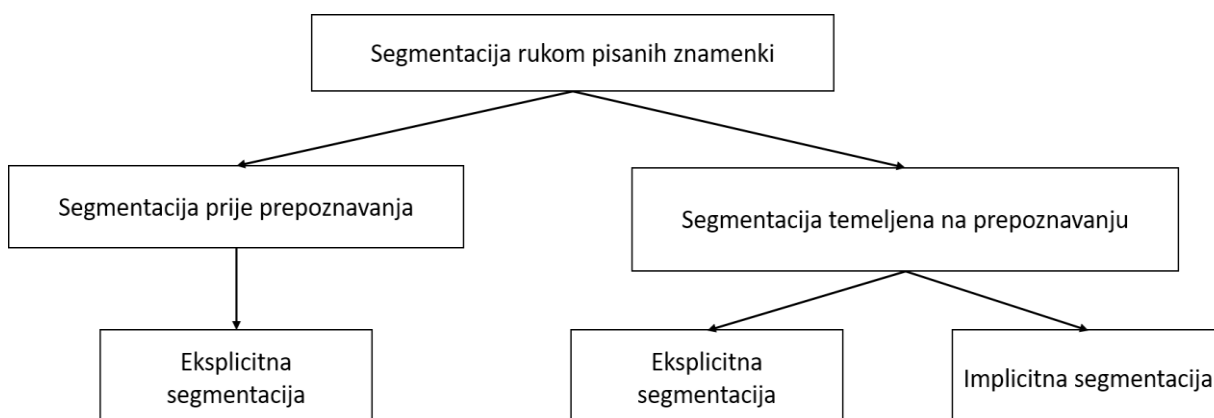 Segmentacija rukom pisanih znamenki
Segmentacija prije prepoznavanja
Segmentacija temeljena na prepoznavanju
Eksplicitna
segmentacija
Eksplicitna
segmentacija
Implicitna segmentacija